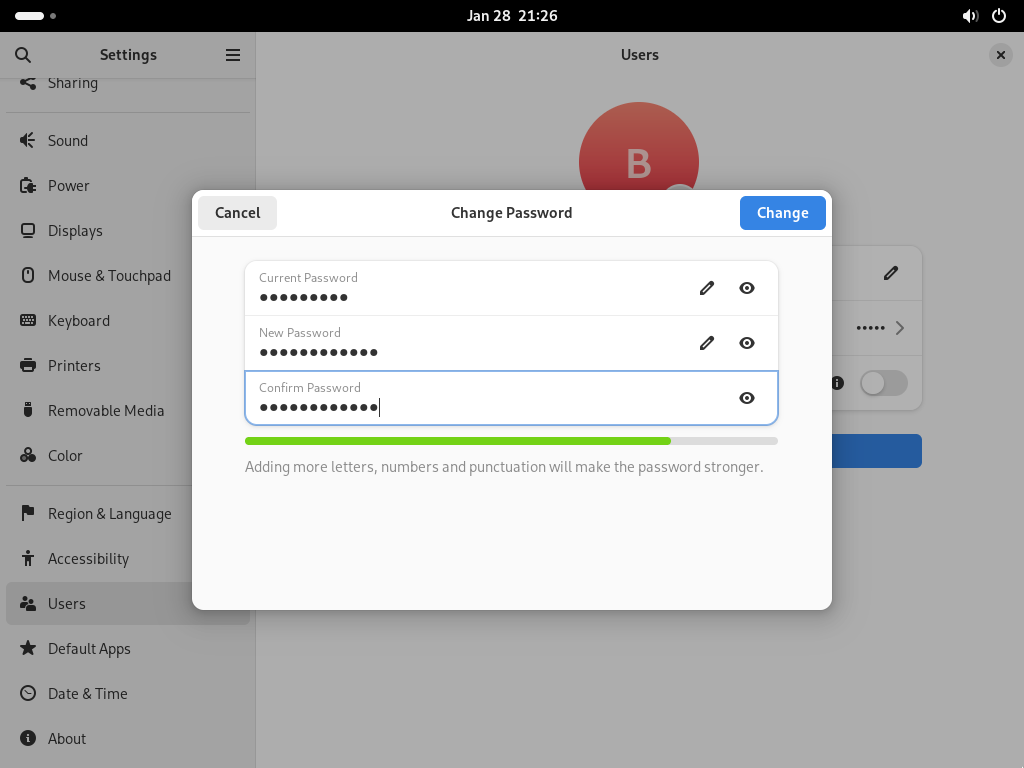 Jan 28 21:26
Settings
Users
Sharing
Sound
Power
Displays
Mouse & Touchpad
Keyboard
Printers
Removable Media
Color
Region & Language
Accessibility
Users
Default Apps
Date & Time
About
B
Cancel
Change Password
Change
Current Password
●●●●●●●●●
New Password
●●●●●●●●●●●●
Confirm Password
●●●●●●●●●●●●
Adding more letters, numbers and punctuation will make the password stronger.
•••••